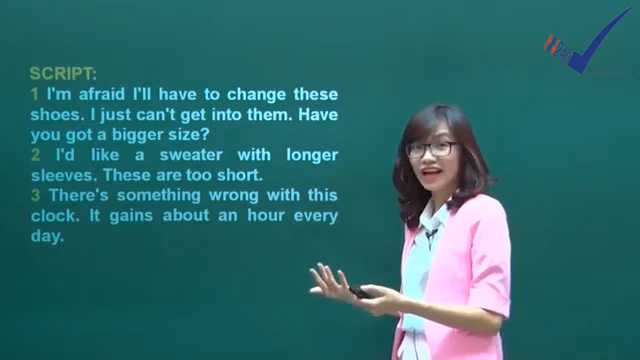 SCRIPT:
1 I'm afraid I'll have to change these
shoes. I just can't get into them. Have
you got a bigger size?
2 I'd like a sweater with longer
sleeves. These are too short.
3 There's something wrong with this
clock. It gains about an hour every
day.